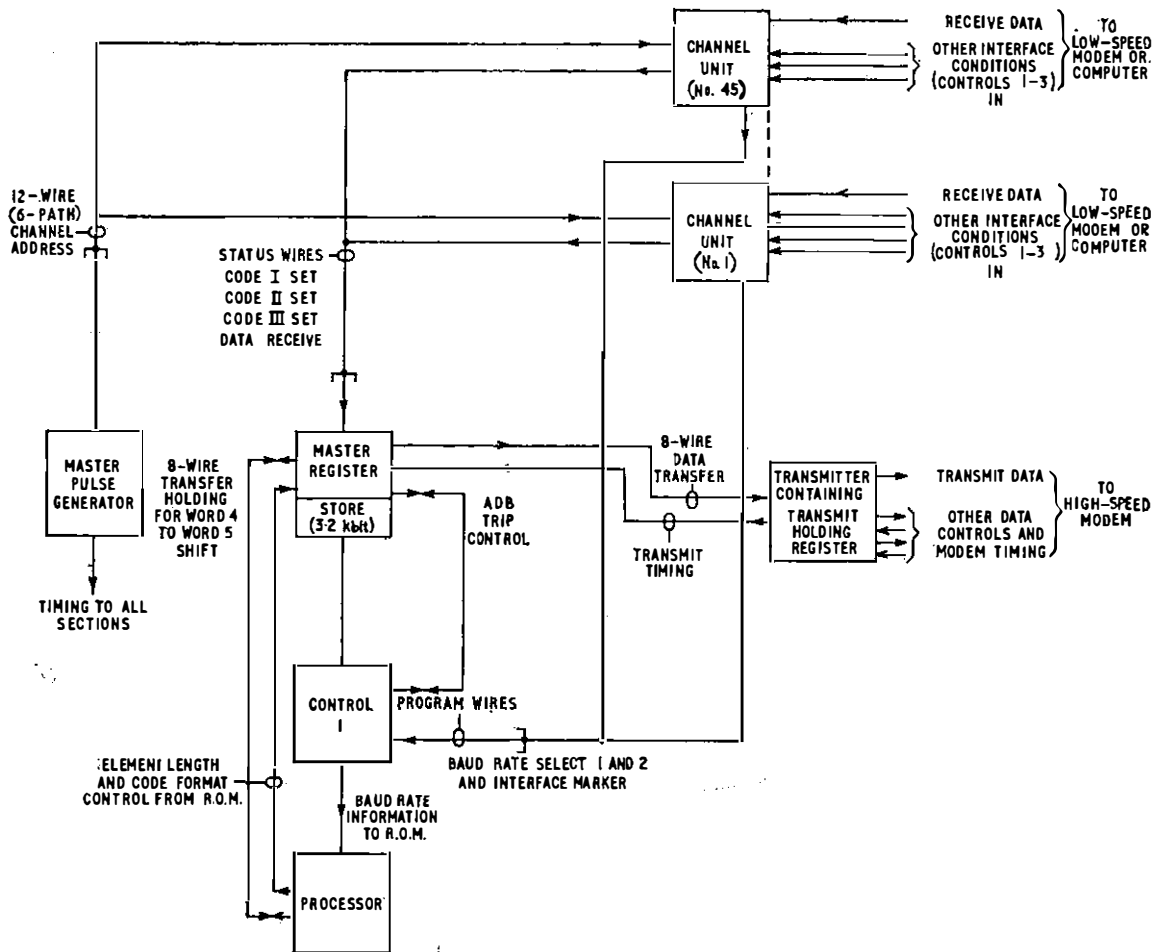 CHANNEL
UNIT
(No. 45)
RECEIVE DATA
OTHER INTERFACE
CONDITIONS
(CONTROLS 1-3)
IN
TO
LOW-SPEED
MODEM OR
COMPUTER
12-WIRE
(6-PATH)
CHANNEL
ADDRESS
CHANNEL
UNIT
(No. 1)
RECEIVE DATA
OTHER INTERFACE
CONDITIONS
(CONTROLS 1-3)
IN
TO
LOW-SPEED
MODEM OR
COMPUTER
STATUS WIRES
CODE I SET
CODE II SET
CODE III SET
DATA RECEIVE
MASTER
PULSE
GENERATOR
TIMING TO ALL
SECTIONS
8-WIRE
TRANSFER
HOLDING
FOR WORD 4
TO WORD 5
SHIFT
MASTER
REGISTER
STORE
(3·2 kbit)
ADB
TRIP
CONTROL
8-WIRE
DATA
TRANSFER
TRANSMIT
TIMING
TRANSMITTER
CONTAINING
TRANSMIT
HOLDING
REGISTER
TRANSMIT DATA
OTHER DATA
CONTROLS AND
MODEM TIMING
TO
HIGH-SPEED
MODEM
CONTROL
1
PROGRAM WIRES
BAUD RATE SELECT 1 AND 2
AND INTERFACE MARKER
ELEMENT LENGTH
AND CODE FORMAT
CONTROL FROM R.O.M.
BAUD RATE
INFORMATION
TO R.O.M.
PROCESSOR